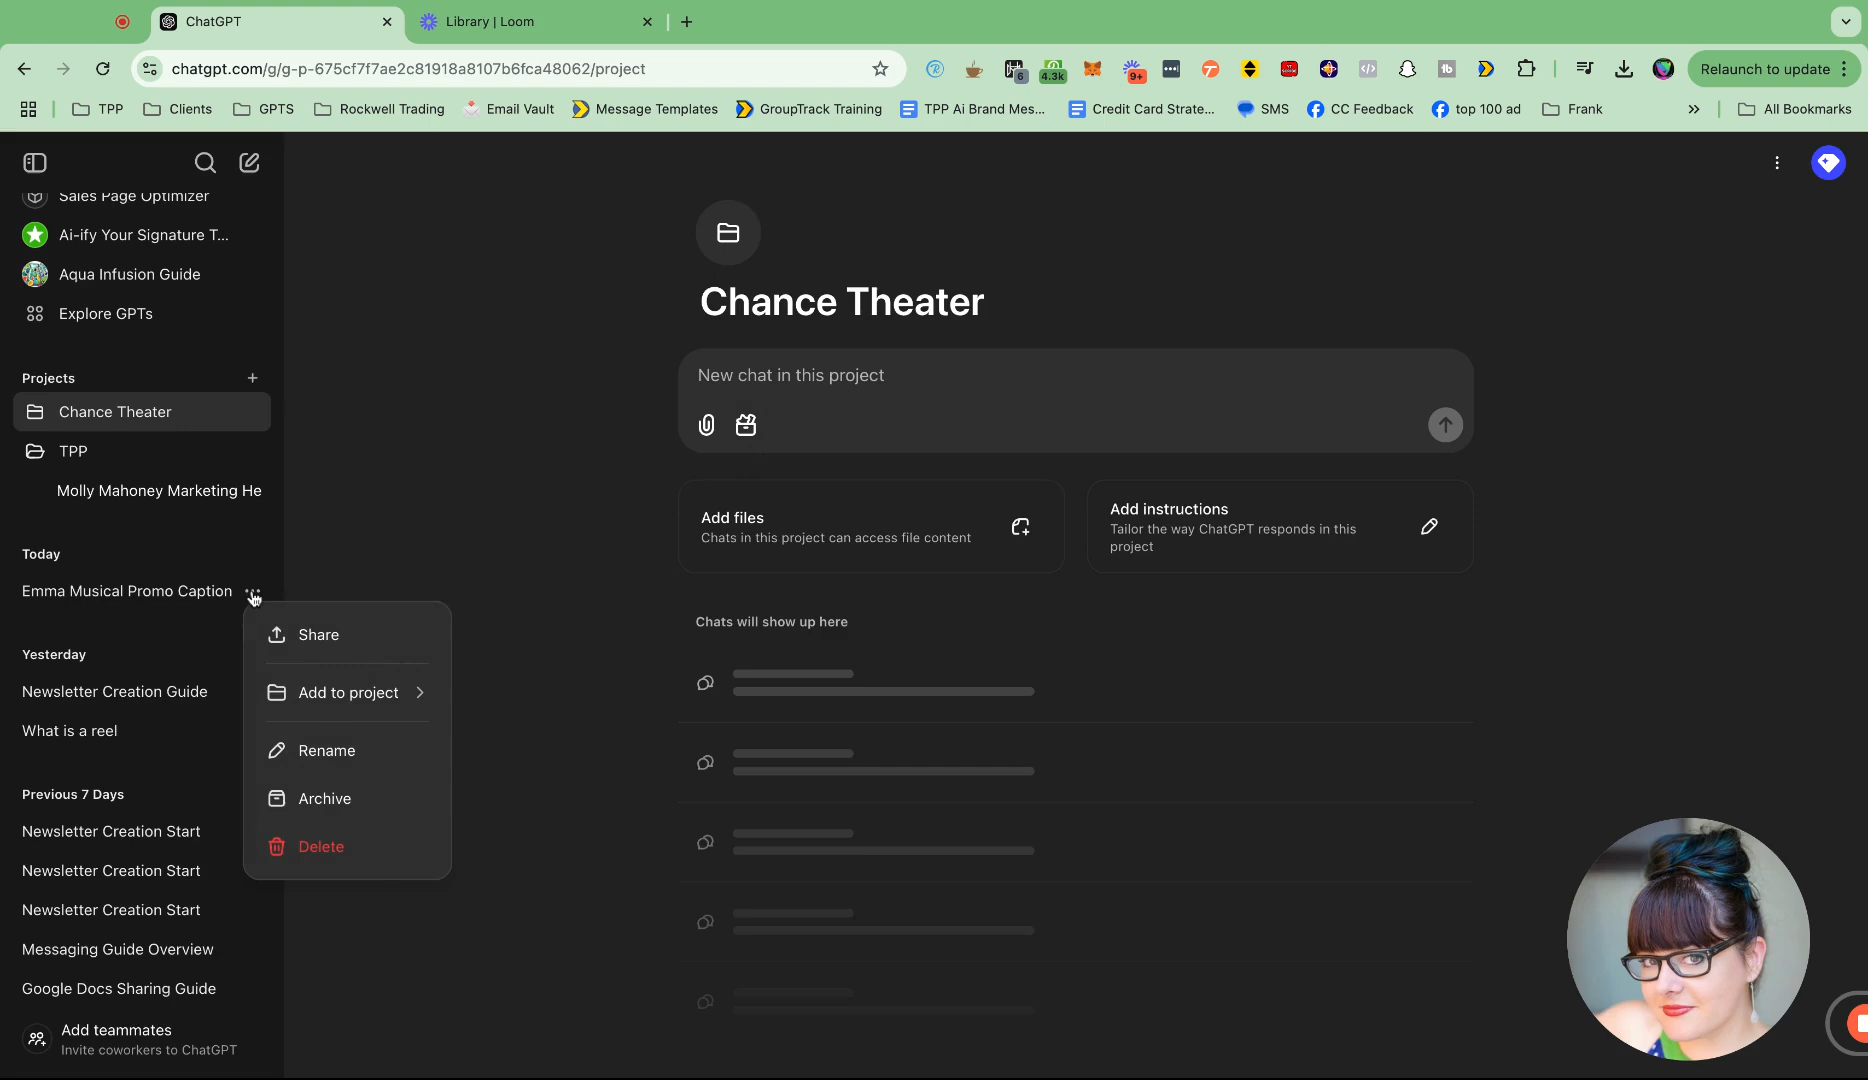 ChatGPT
Library | Loom
chatgpt.com/g/g-p-675cf7f7ae2c81918a8107b6fca48062/project
6
4.3k
9+
Relaunch to update
TPP
Clients
GPTS
Rockwell Trading
Email Vault
Message Templates
GroupTrack Training
TPP Ai Brand Mes...
Credit Card Strate...
SMS
CC Feedback
top 100 ad
Frank
All Bookmarks
Sales Page Optimizer
Ai-ify Your Signature T...
Aqua Infusion Guide
Explore GPTs
Projects
Chance Theater
TPP
Molly Mahoney Marketing He
Today
Emma Musical Promo Caption
Yesterday
Newsletter Creation Guide
What is a reel
Previous 7 Days
Newsletter Creation Start
Newsletter Creation Start
Newsletter Creation Start
Messaging Guide Overview
Google Docs Sharing Guide
Add teammates
Invite coworkers to ChatGPT
Share
Add to project
Rename
Archive
Delete
Chance Theater
New chat in this project
Add files
Chats in this project can access file content
Add instructions
Tailor the way ChatGPT responds in this
project
Chats will show up here